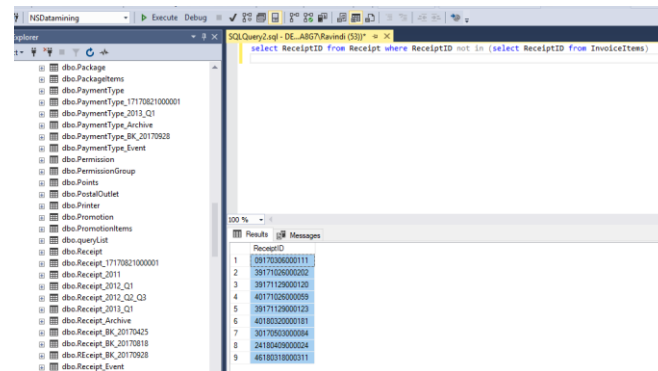 NSDatamining Execute Debug
xplorer
SQLQuery2.sql - DE...A8G7\Ravindi (53))*
select ReceiptID from Receipt where ReceiptID not in (select ReceiptID from InvoiceItems)
dbo.Package
dbo.PackageItems
dbo.PaymentType
dbo.PaymentType_17170821000001
dbo.PaymentType_2013_Q1
dbo.PaymentType_Archive
dbo.PaymentType_BK_20170928
dbo.PaymentType_Event
dbo.Permission
dbo.PermissionGroup
dbo.Points
dbo.PostalOutlet
dbo.Printer
dbo.Promotion
dbo.PromotionItems
dbo.queryList
dbo.Receipt
dbo.Receipt_17170821000001
dbo.Receipt_2011
dbo.Receipt_2012_Q1
dbo.Receipt_2012_Q2_Q3
dbo.Receipt_2013_Q1
dbo.Receipt_Archive
dbo.Receipt_BK_20170425
dbo.Receipt_BK_20170818
dbo.REceipt_BK_20170928
dbo.Receipt_Event
100 %
Results Messages
ReceiptID
1 09170306000111
2 39171026000202
3 39171129000120
4 40171026000059
5 39171129000123
6 40180320000181
7 30170503000084
8 24180409000024
9 46180318000311